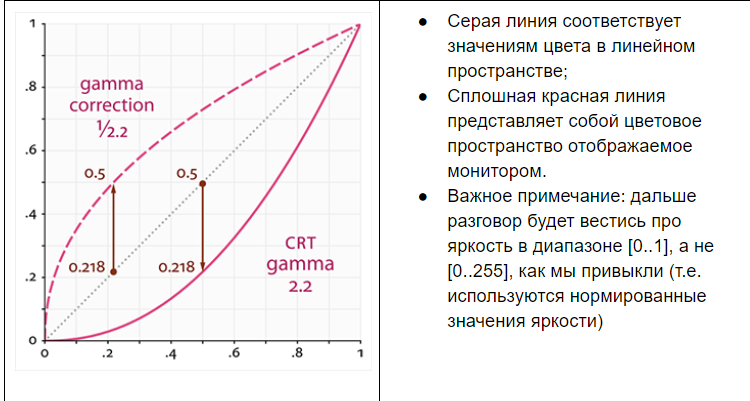 1
.8
.6
.4
.2
0
0
.2
.4
.6
.8
1
gamma
correction
1/2.2
0.5
0.5
0.218
0.218
CRT
gamma
2.2
● Серая линия соответствует
значениям цвета в линейном
пространстве;
● Сплошная красная линия
представляет собой цветовое
пространство отображаемое
монитором.
● Важное примечание: дальше
разговор будет вестись про
яркость в диапазоне [0..1], а не
[0..255], как мы привыкли (т.е.
используются нормированные
значения яркости)